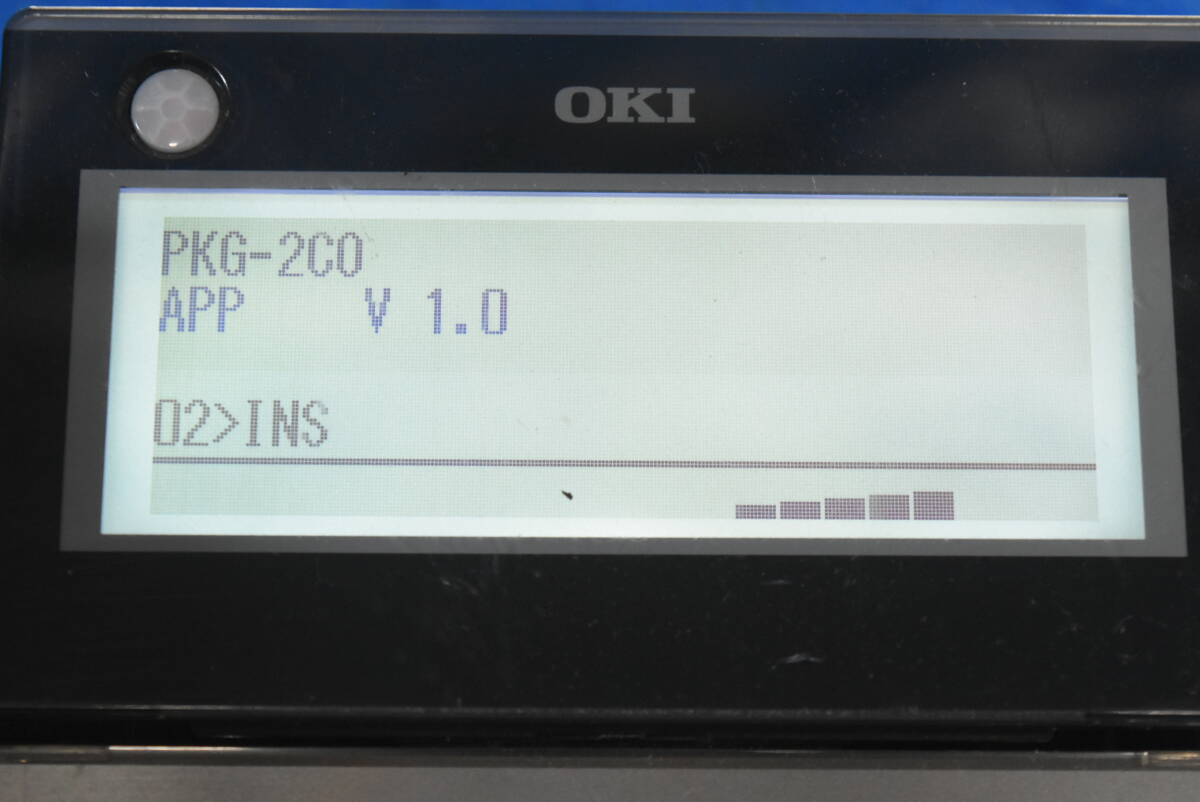 OKI
PKG-2C0
APP V 1.0
02>INS